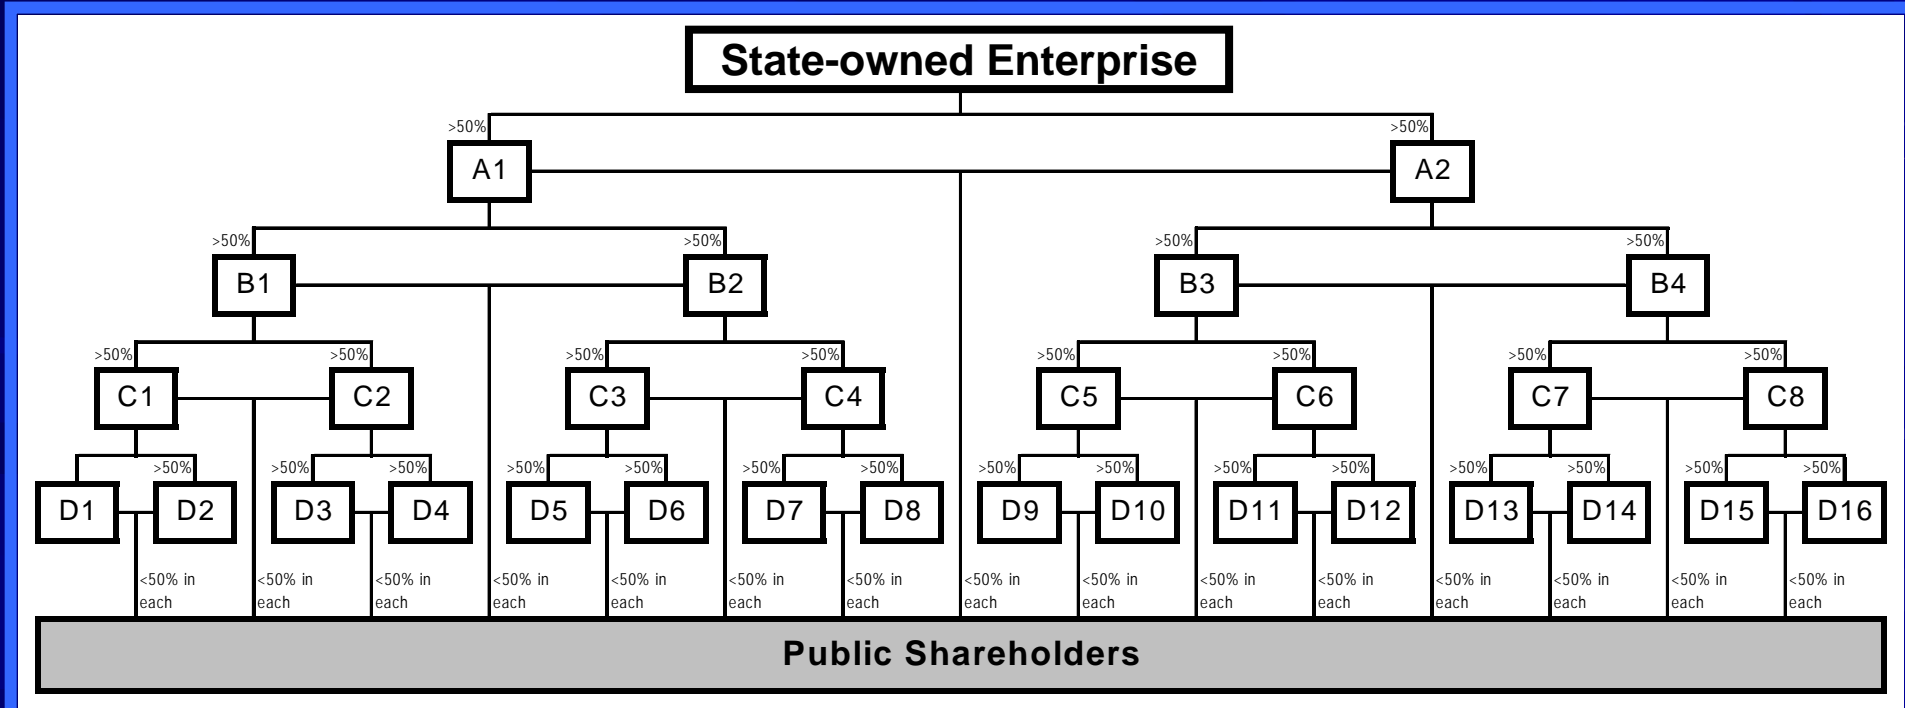 State-owned Enterprise
>50% >50%
A1 A2
>50% >50% >50% >50%
B1 B2 B3 B4
>50% >50% >50% >50% >50% >50% >50% >50%
C1 C2 C3 C4 C5 C6 C7 C8
>50% >50% >50% >50% >50% >50% >50% >50% >50% >50% >50% >50% >50% >50% >50%
D1 D2 D3 D4 D5 D6 D7 D8 D9 D10 D11 D12 D13 D14 D15 D16
<50% in <50% in <50% in <50% in <50% in <50% in <50% in <50% in <50% in <50% in <50% in <50% in <50% in <50% in <50% in
each each each each each each each each each each each each each each each
Public Shareholders